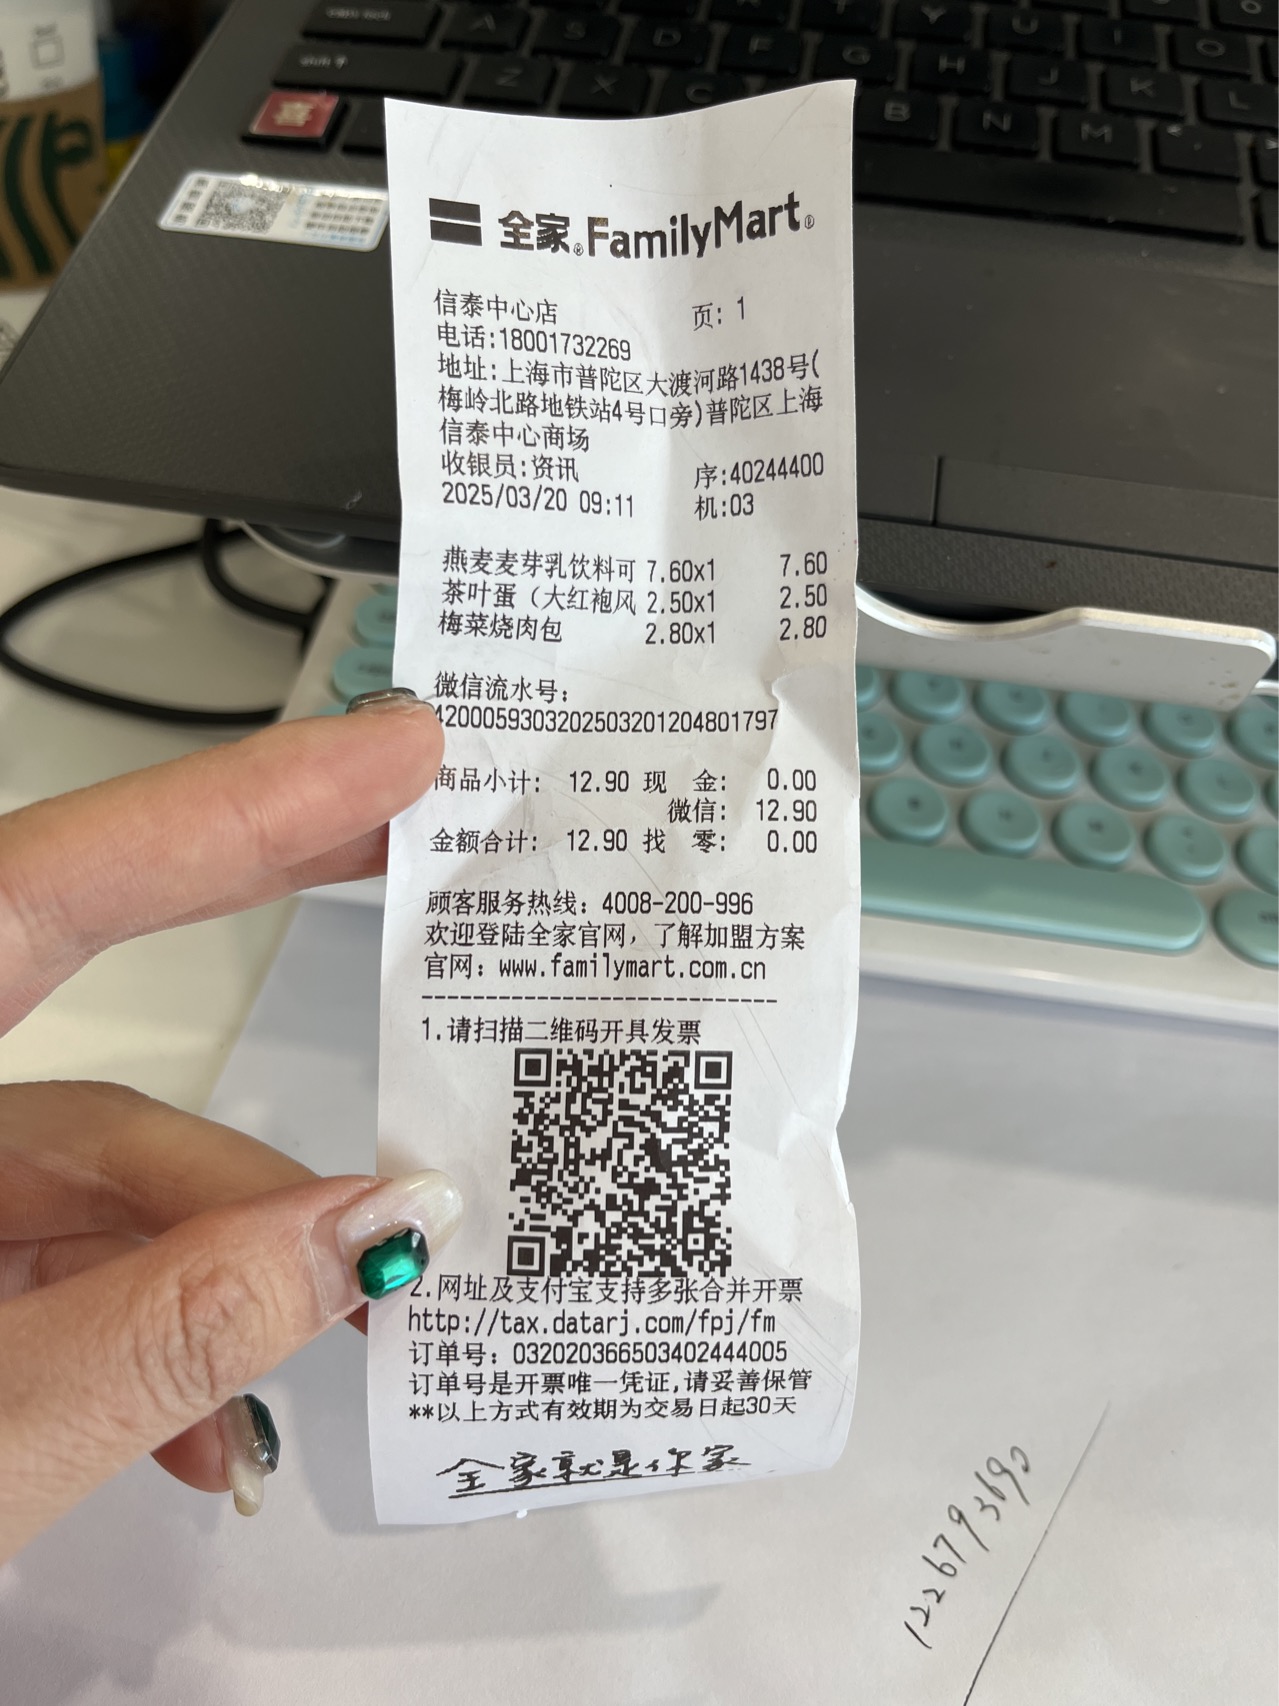 全家®FamilyMart®
信泰中心店 页: 1
电话:18001732269
地址:上海市普陀区大渡河路1438号(
梅岭北路地铁站4号口旁)普陀区上海
信泰中心商场
收银员:资讯 序:40244400
2025/03/20 09:11 机:03
燕麦麦芽乳饮料可 7.60x1 7.60
茶叶蛋（大红袍风 2.50x1 2.50
梅菜烧肉包 2.80x1 2.80
微信流水号:
4200059303202503201204801797
商品小计: 12.90 现 金: 0.00
微信: 12.90
金额合计: 12.90 找 零: 0.00
顾客服务热线: 4008-200-996
欢迎登陆全家官网，了解加盟方案
官网: www.familymart.com.cn
----------------------------
1.请扫描二维码开具发票
2.网址及支付宝支持多张合并开票
http://tax.datarj.com/fpj/fm
订单号: 032020366503402444005
订单号是开票唯一凭证,请妥善保管
**以上方式有效期为交易日起30天
全家就是你家
1226793690
A
S
D
F
G
H
J
K
L
Z
X
C
B
N
M
Y
U
I
O